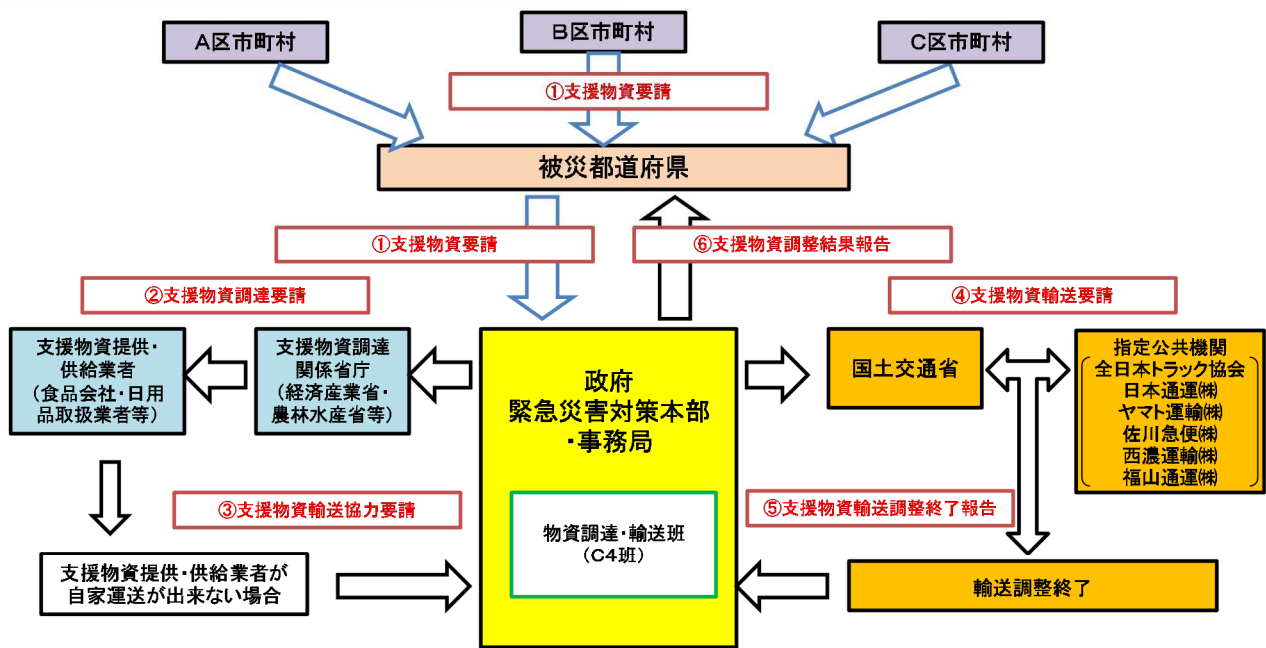 A区市町村
B区市町村
C区市町村
①支援物資要請
被災都道府県
①支援物資要請
⑥支援物資調整結果報告
②支援物資調達要請
④支援物資輸送要請
支援物資提供・
供給業者
(食品会社・日用
品取扱業者等)
支援物資調達
関係省庁
(経済産業省・
農林水産省等)
政府
緊急災害対策本部
・事務局
国土交通省
指定公共機関
全日本トラック協会
日本通運㈱
ヤマト運輸㈱
佐川急便㈱
西濃運輸㈱
福山通運㈱
③支援物資輸送協力要請
⑤支援物資輸送調整終了報告
物資調達・輸送班
(C4班)
支援物資提供・供給業者が
自家運送が出来ない場合
輸送調整終了